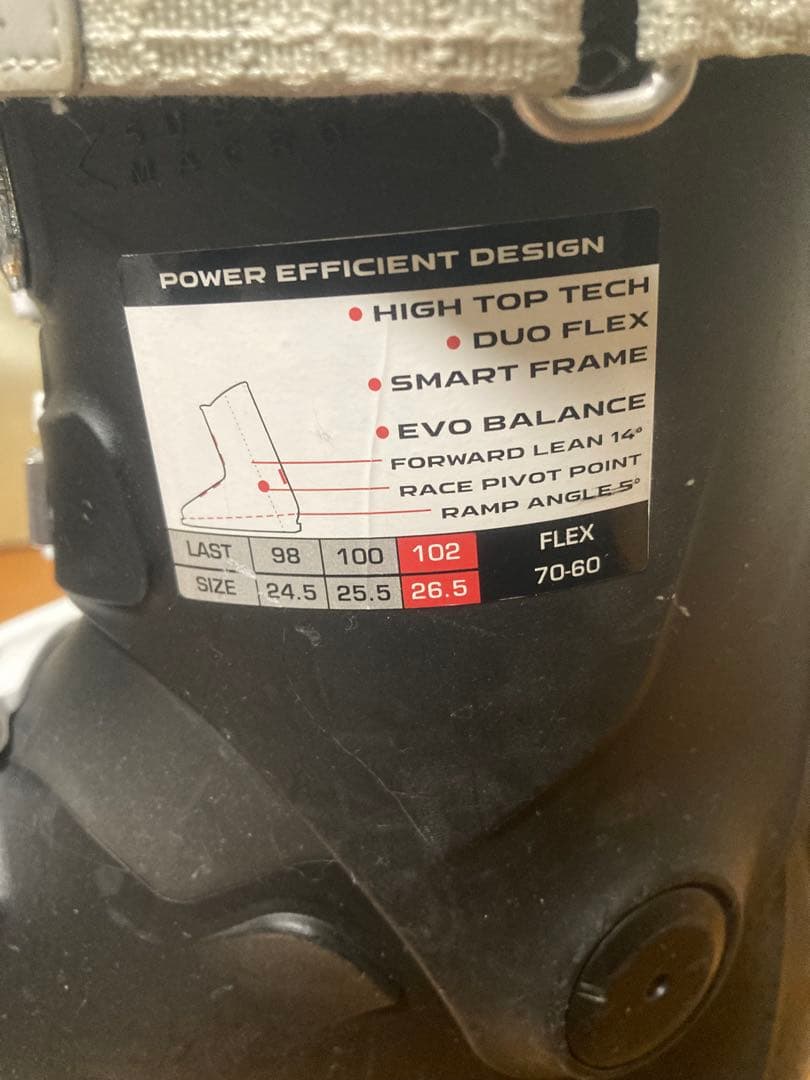 POWER EFFICIENT DESIGN
HIGH TOP TECH
DUO FLEX
SMART FRAME
EVO BALANCE
FORWARD LEAN 14°
RACE PIVOT POINT
RAMP ANGLE 5°
LAST 98 100 102
SIZE 24.5 25.5 26.5
FLEX
70-60